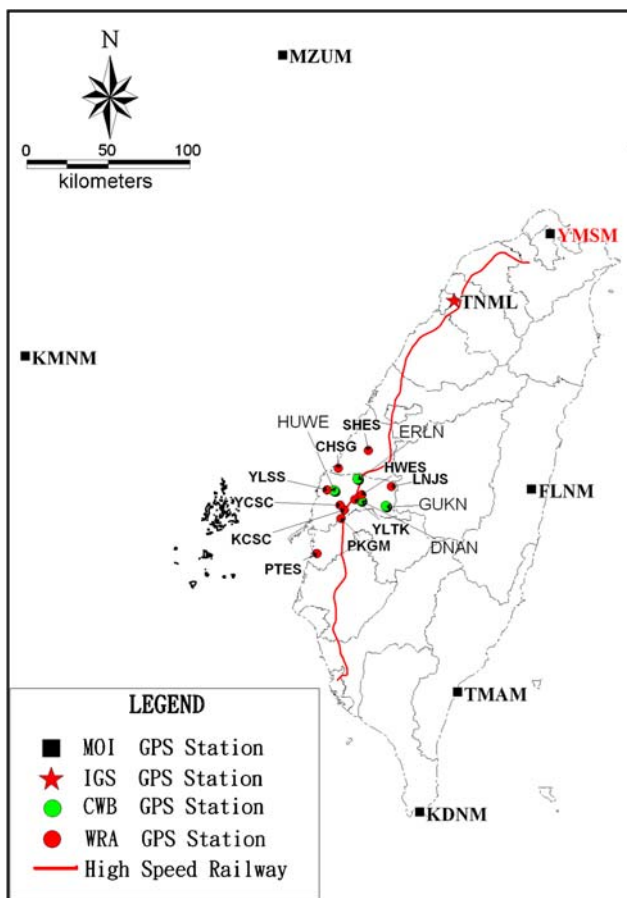 MZUM
N
0 50 100
kilometers
YMSM
TNML
KMNM
SHES
HUWE
ERLN
CHSG
HWES
LNJS
YLSS
FLNM
YCSC
GUKN
KCSC
YLTK
DNAN
PKGM
PTES
TMAM
LEGEND
MOI GPS Station
IGS GPS Station
CWB GPS Station
WRA GPS Station
High Speed Railway
KDNM